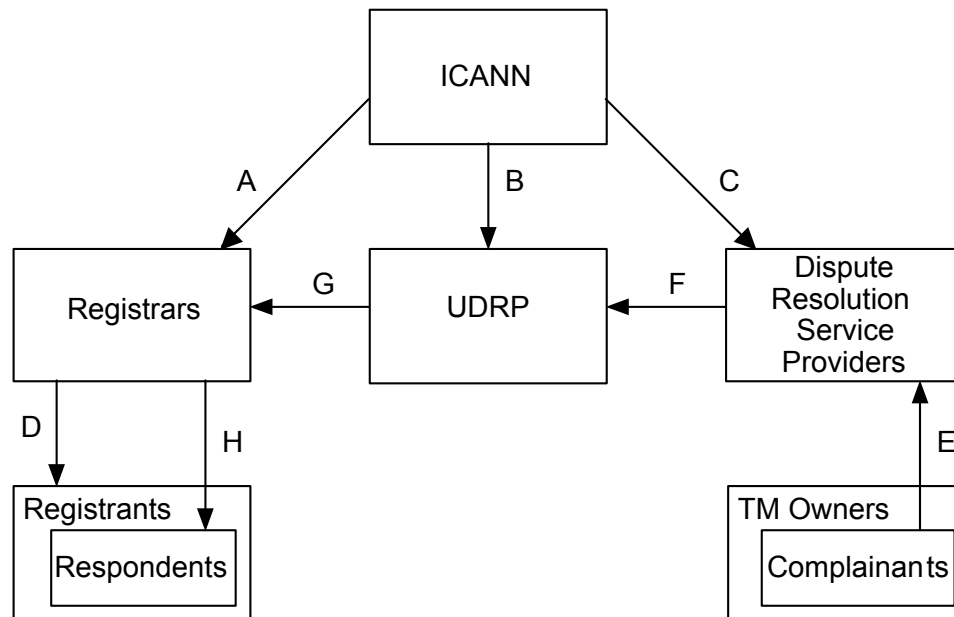 ICANN
A
B
C
Registrars
G
UDRP
F
Dispute
Resolution
Service
Providers
D
H
E
Registrants
Respondents
TM Owners
Complainants